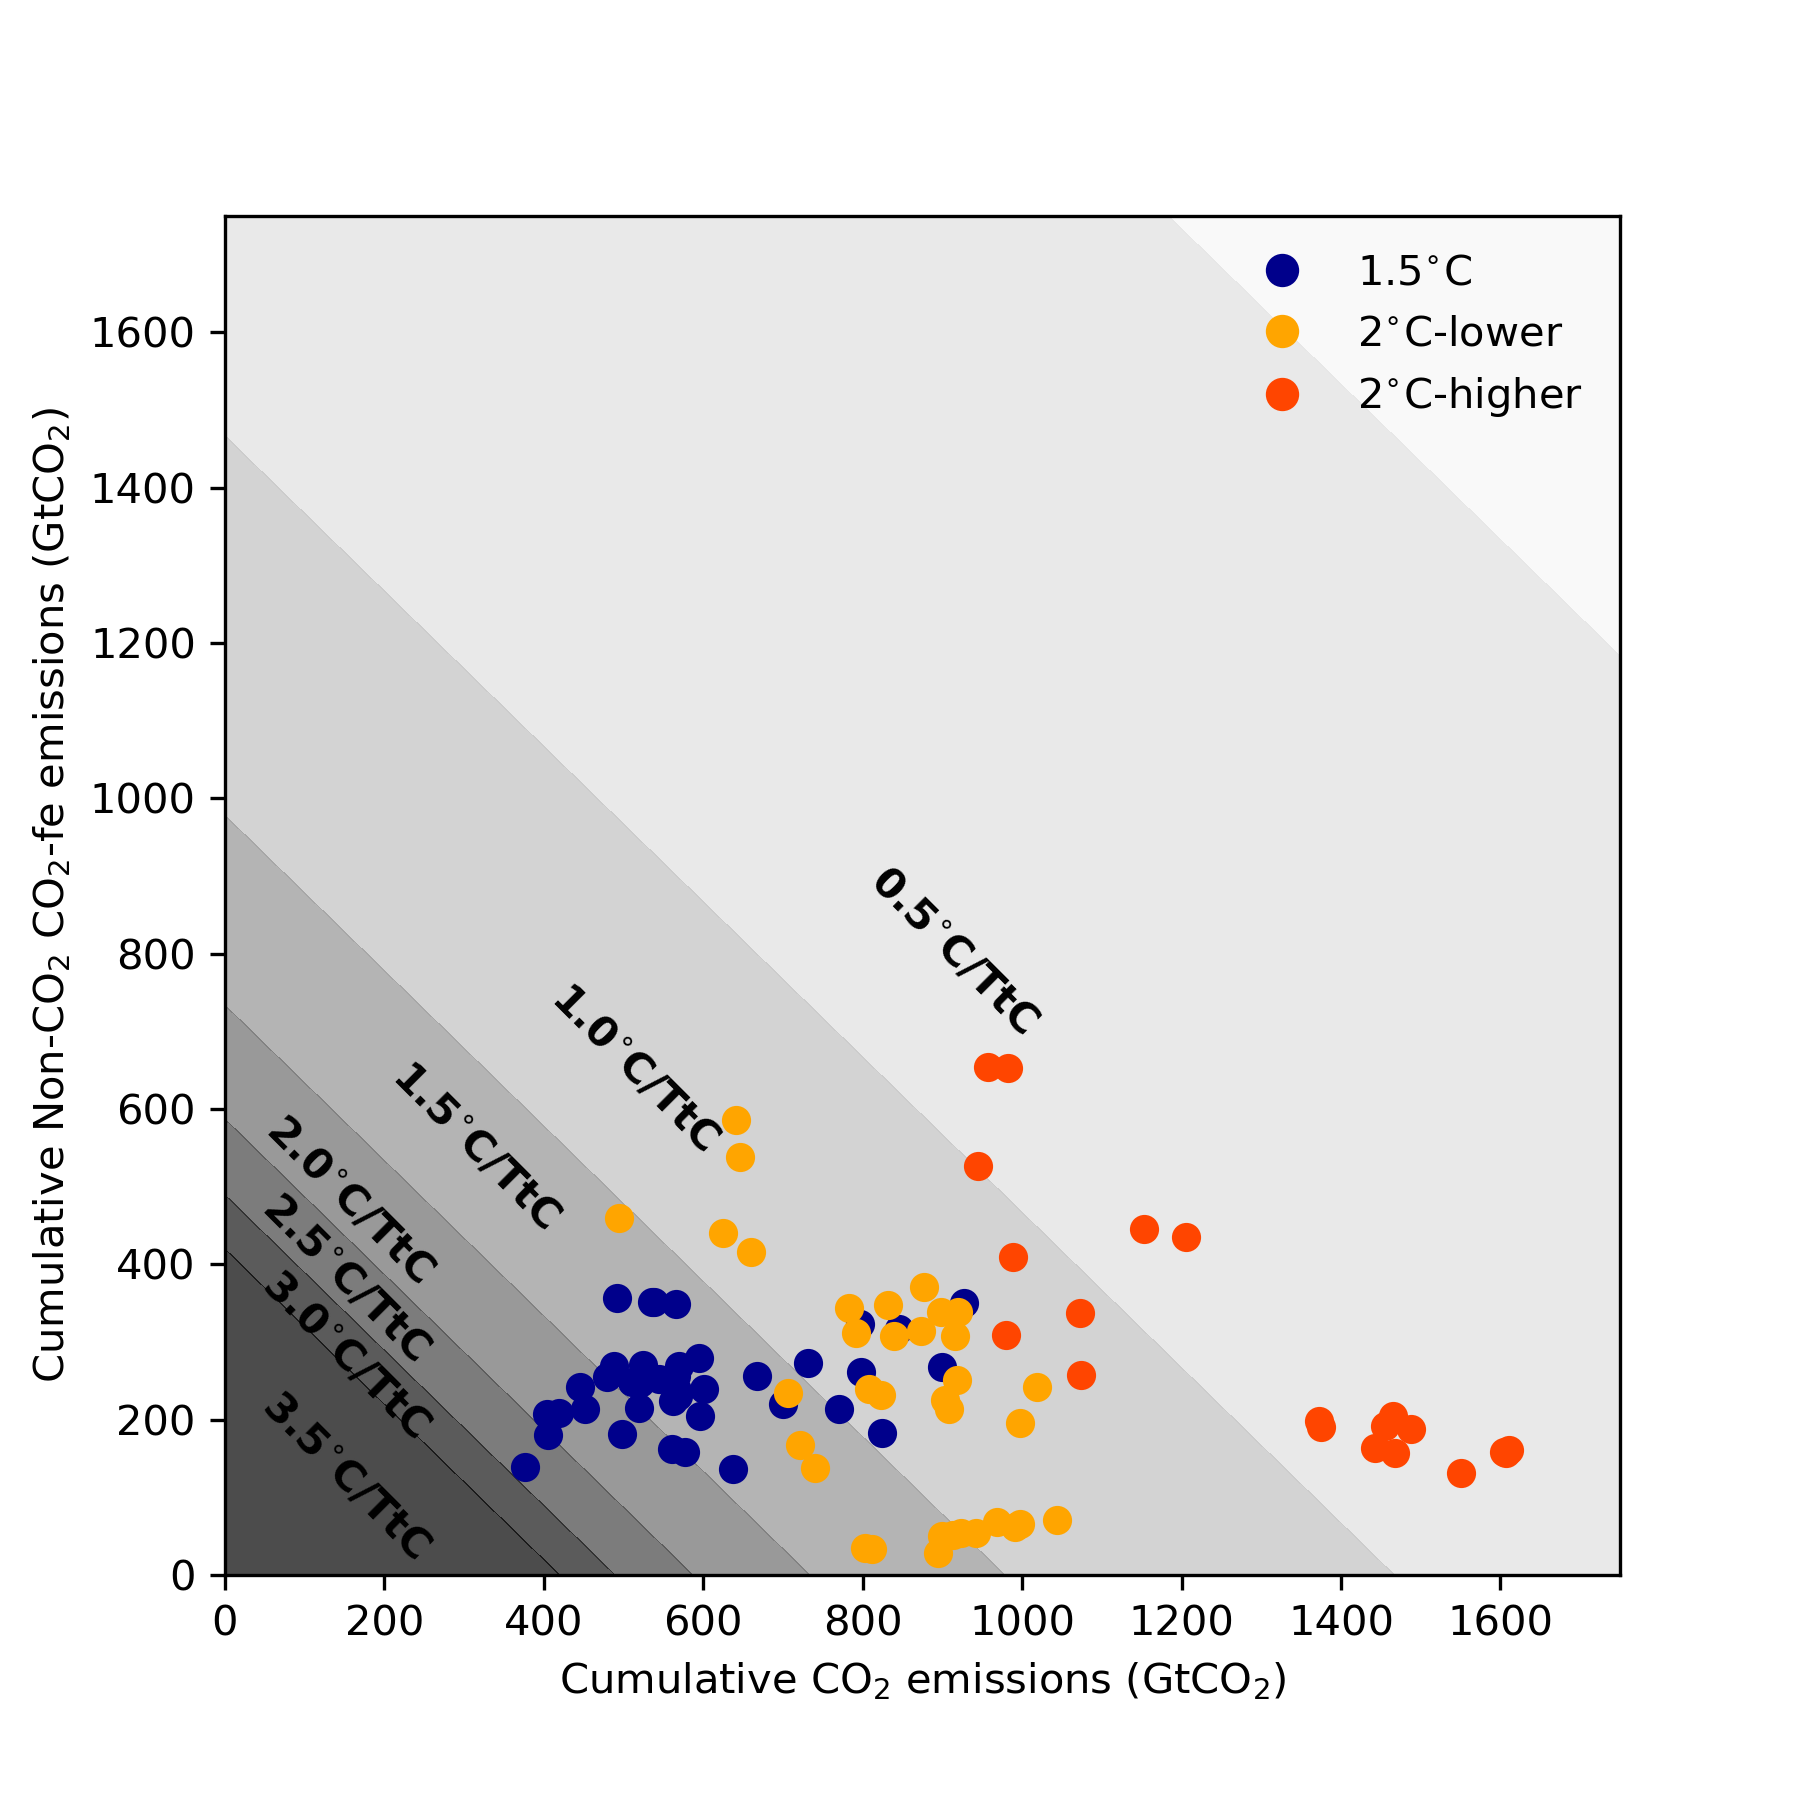 1.5°C
2°C-lower
2°C-higher
0.5°C/TtC
1.0°C/TtC
1.5°C/TtC
2.0°C/TtC
2.5°C/TtC
3.0°C/TtC
3.5°C/TtC
Cumulative Non-CO₂ CO₂-fe emissions (GtCO₂)
1600
1400
1200
1000
800
600
400
200
0
0 200 400 600 800 1000 1200 1400 1600
Cumulative CO₂ emissions (GtCO₂)